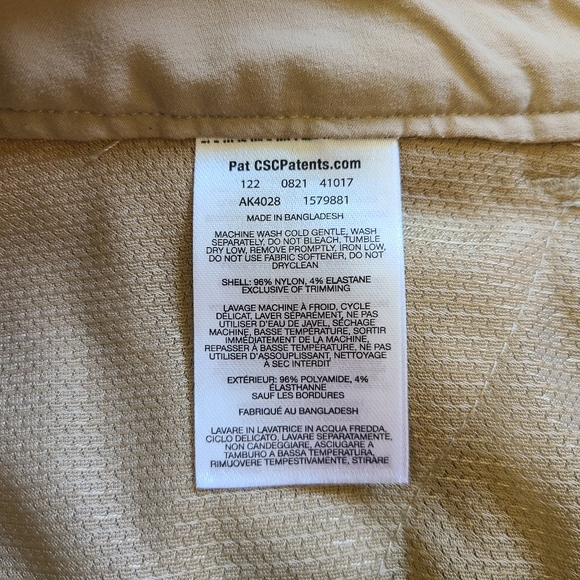 Pat CSCPatents.com
122 0821 41017
AK4028 1579881
MADE IN BANGLADESH
MACHINE WASH COLD GENTLE, WASH
SEPARATELY, DO NOT BLEACH, TUMBLE
DRY LOW, REMOVE PROMPTLY, IRON LOW,
DO NOT USE FABRIC SOFTENER, DO NOT
DRYCLEAN
SHELL: 96% NYLON, 4% ELASTANE
EXCLUSIVE OF TRIMMING
LAVAGE MACHINE À FROID, CYCLE
DÉLICAT, LAVER SÉPARÉMENT, NE PAS
UTILISER D'EAU DE JAVEL, SÉCHAGE
MACHINE, BASSE TEMPÉRATURE, SORTIR
IMMÉDIATEMENT DE LA MACHINE,
REPASSER À BASSE TEMPÉRATURE, NE PAS
UTILISER D'ASSOUPLISSANT, NETTOYAGE
À SEC INTERDIT
EXTÉRIEUR: 96% POLYAMIDE, 4%
ÉLASTHANNE
SAUF LES BORDURES
FABRIQUÉ AU BANGLADESH
LAVARE IN LAVATRICE IN ACQUA FREDDA,
CICLO DELICATO, LAVARE SEPARATAMENTE,
NON CANDEGGIARE, ASCIUGARE A
TAMBURO A BASSA TEMPERATURA,
RIMUOVERE TEMPESTIVAMENTE, STIRARE